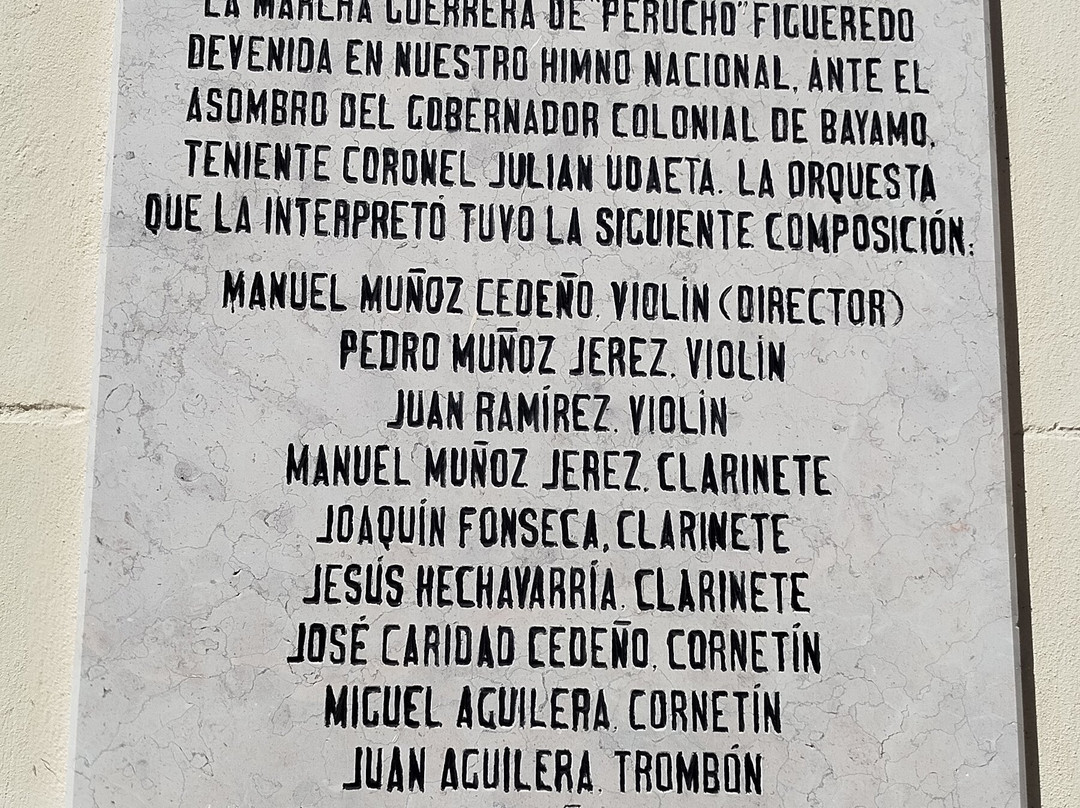 LA MARCHA GUERRERA DE "PERUCHO" FIGUEREDO
DEVENIDA EN NUESTRO HIMNO NACIONAL, ANTE EL
ASOMBRO DEL GOBERNADOR COLONIAL DE BAYAMO,
TENIENTE CORONEL JULIAN UDAETA. LA ORQUESTA
QUE LA INTERPRETÓ TUVO LA SIGUIENTE COMPOSICIÓN:
MANUEL MUÑOZ CEDEÑO, VIOLÍN (DIRECTOR)
PEDRO MUÑOZ JEREZ, VIOLÍN
JUAN RAMÍREZ, VIOLÍN
MANUEL MUÑOZ JEREZ, CLARINETE
JOAQUÍN FONSECA, CLARINETE
JESÚS HECHAVARRÍA, CLARINETE
JOSÉ CARIDAD CEDEÑO, CORNETÍN
MIGUEL AGUILERA, CORNETÍN
JUAN AGUILERA, TROMBÓN